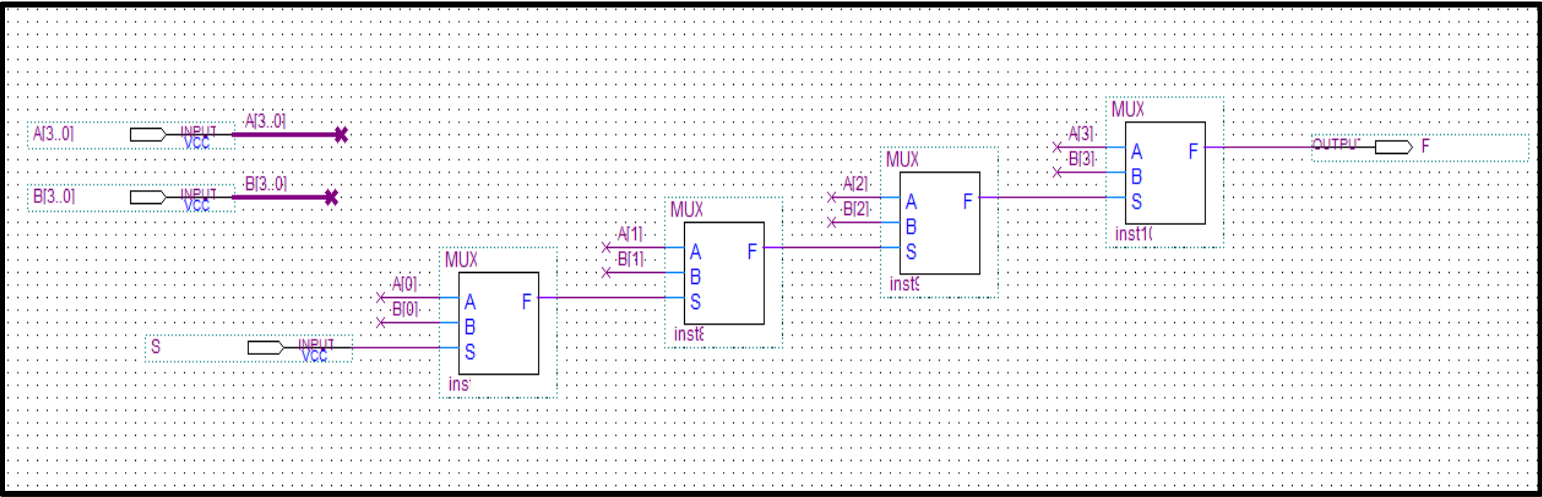 A[3..0] INPUT VCC A[3..0]
B[3..0] INPUT VCC B[3..0]
S INPUT VCC
MUX
A[0] A F
B[0] B
S
MUX
A[1] A F
B[1] B
S
MUX
A[2] A F
B[2] B
S
MUX
A[3] A F
B[3] B
S
OUTPUT F